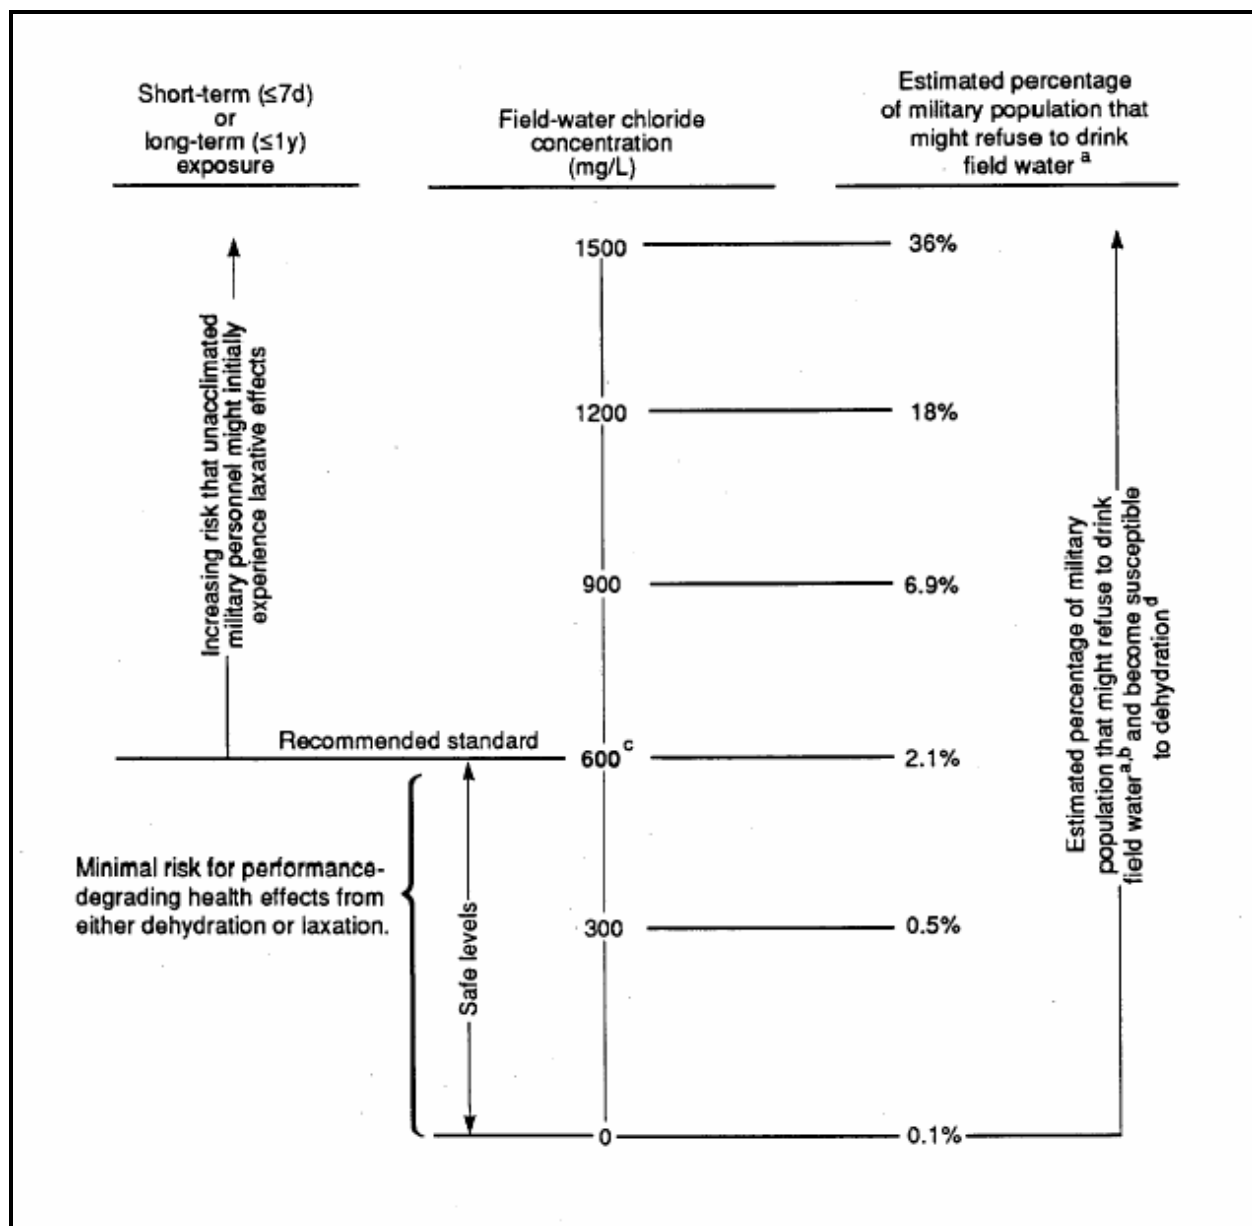 Short-term (≤7d)
or
long-term (≤1y)
exposure
Field-water chloride
concentration
(mg/L)
Estimated percentage
of military population that
might refuse to drink
field water a
Increasing risk that unacclimated
military personnel might initially
experience laxative effects
1500
36%
1200
18%
900
6.9%
Recommended standard
600 c
2.1%
300
0.5%
0
0.1%
Minimal risk for performance-
degrading health effects from
either dehydration or laxation.
Safe levels
Estimated percentage of military
population that might refuse to drink
field water a,b and become susceptible
to dehydration d